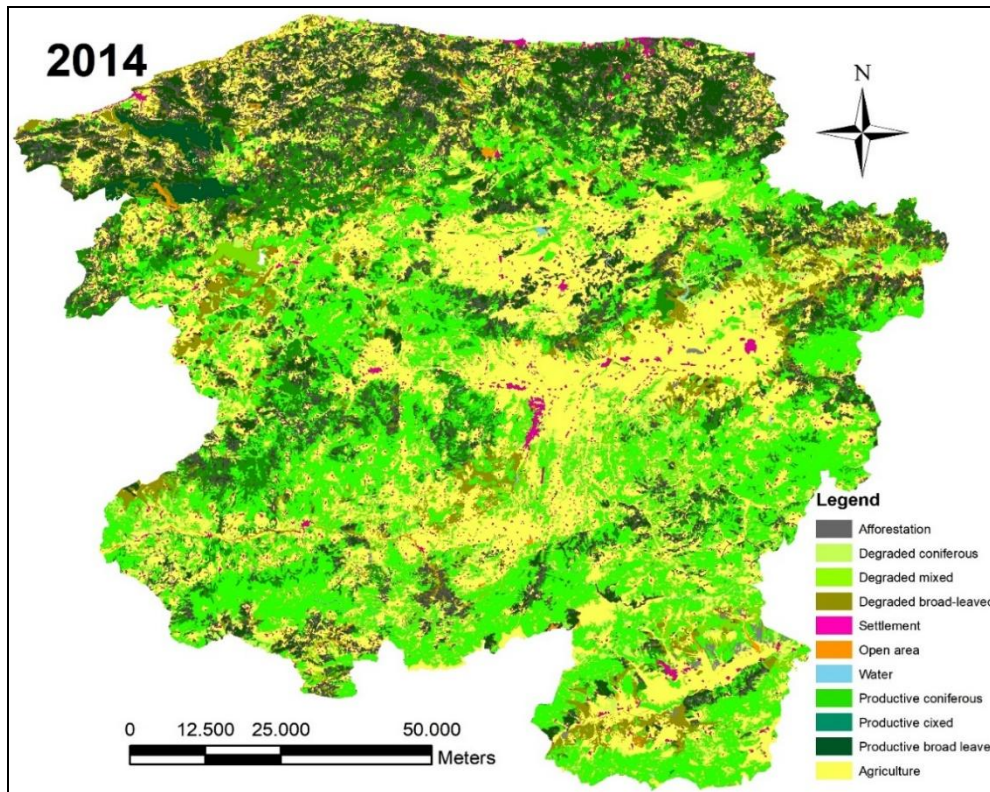 2014
N
Legend
Afforestation
Degraded coniferous
Degraded mixed
Degraded broad-leaved
Settlement
Open area
Water
Productive coniferous
Productive cixed
Productive broad leave
Agriculture
0 12.500 25.000 50.000
Meters